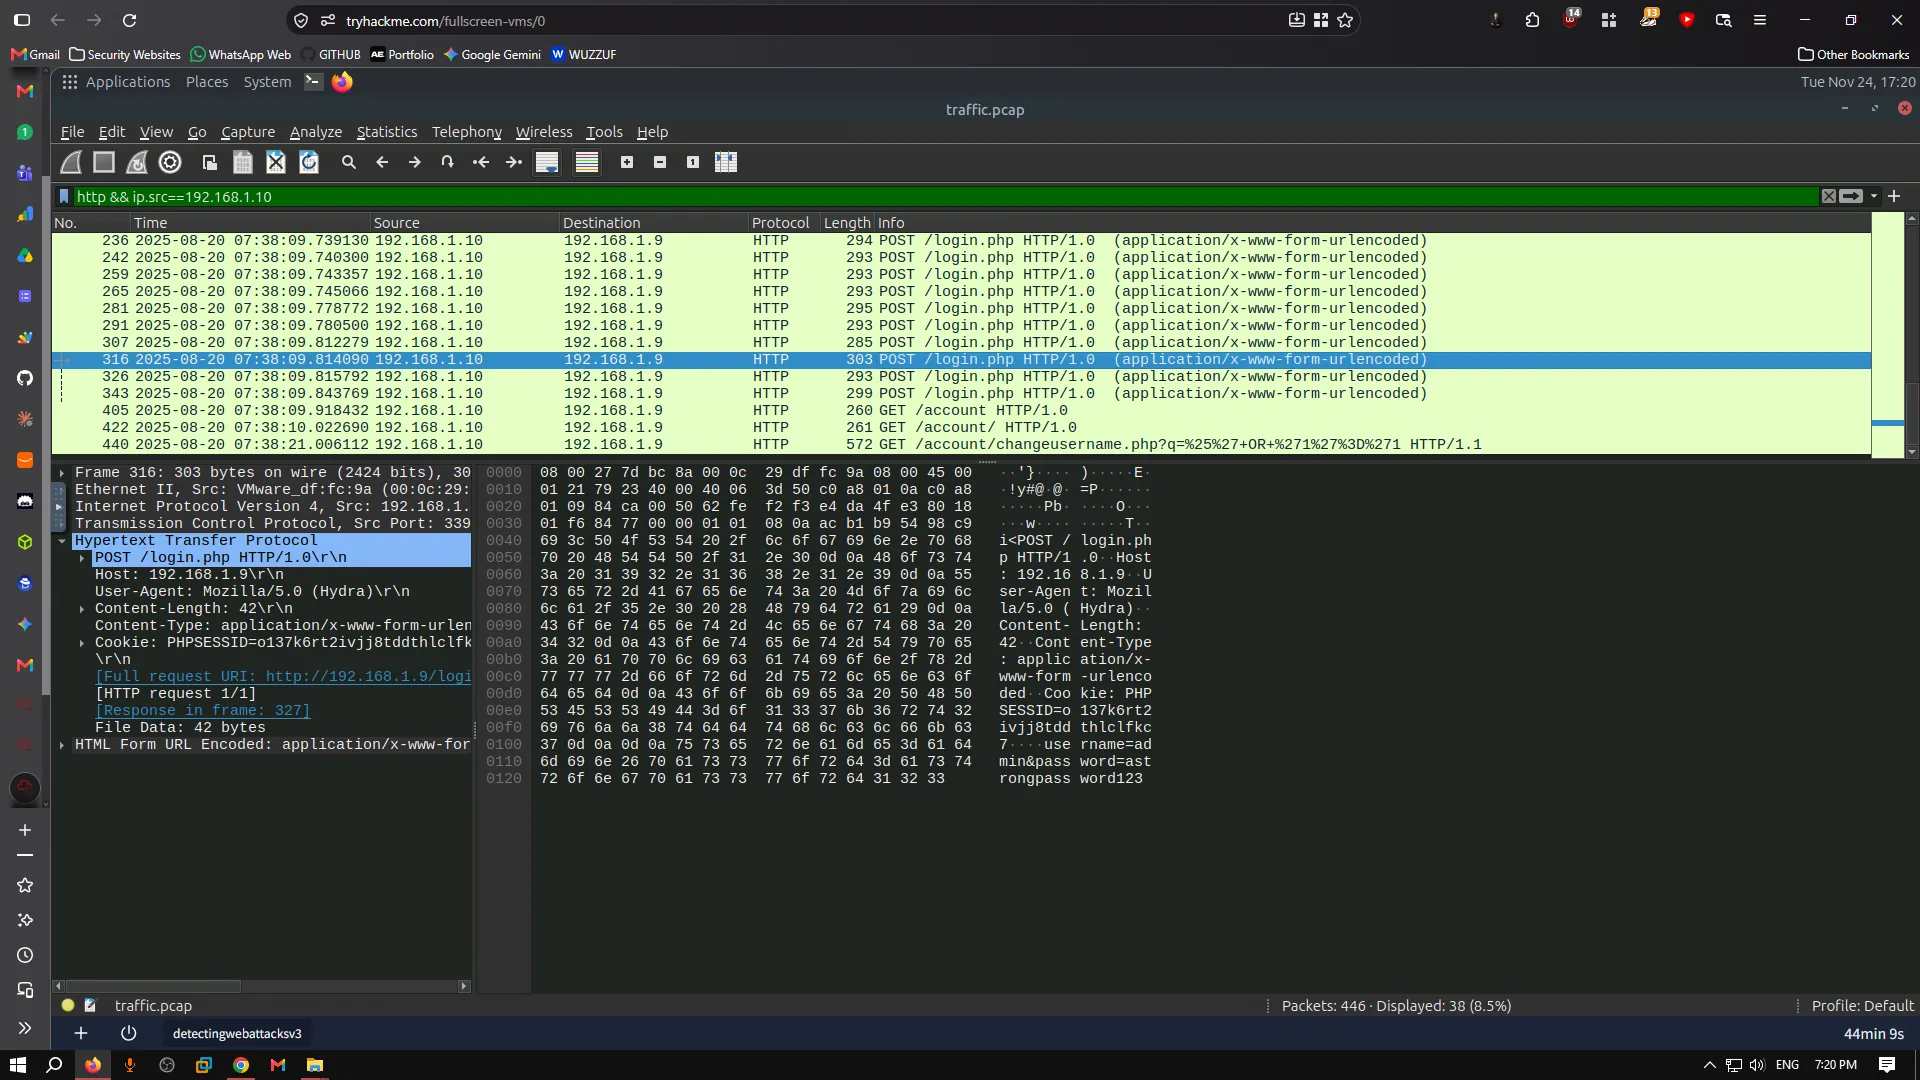 tryhackme.com/fullscreen-vms/0
14
13
Gmail Security Websites WhatsApp Web GITHUB AE Portfolio Google Gemini W WUZZUF Other Bookmarks
Applications Places System Tue Nov 24, 17:20
traffic.pcap
File Edit View Go Capture Analyze Statistics Telephony Wireless Tools Help
http && ip.src==192.168.1.10
No. Time Source Destination Protocol Length Info
236 2025-08-20 07:38:09.739130 192.168.1.10 192.168.1.9 HTTP 294 POST /login.php HTTP/1.0 (application/x-www-form-urlencoded)
242 2025-08-20 07:38:09.740300 192.168.1.10 192.168.1.9 HTTP 293 POST /login.php HTTP/1.0 (application/x-www-form-urlencoded)
259 2025-08-20 07:38:09.743357 192.168.1.10 192.168.1.9 HTTP 293 POST /login.php HTTP/1.0 (application/x-www-form-urlencoded)
265 2025-08-20 07:38:09.745066 192.168.1.10 192.168.1.9 HTTP 293 POST /login.php HTTP/1.0 (application/x-www-form-urlencoded)
281 2025-08-20 07:38:09.778772 192.168.1.10 192.168.1.9 HTTP 295 POST /login.php HTTP/1.0 (application/x-www-form-urlencoded)
291 2025-08-20 07:38:09.780500 192.168.1.10 192.168.1.9 HTTP 293 POST /login.php HTTP/1.0 (application/x-www-form-urlencoded)
307 2025-08-20 07:38:09.812279 192.168.1.10 192.168.1.9 HTTP 285 POST /login.php HTTP/1.0 (application/x-www-form-urlencoded)
316 2025-08-20 07:38:09.814090 192.168.1.10 192.168.1.9 HTTP 303 POST /login.php HTTP/1.0 (application/x-www-form-urlencoded)
326 2025-08-20 07:38:09.815792 192.168.1.10 192.168.1.9 HTTP 293 POST /login.php HTTP/1.0 (application/x-www-form-urlencoded)
343 2025-08-20 07:38:09.843769 192.168.1.10 192.168.1.9 HTTP 299 POST /login.php HTTP/1.0 (application/x-www-form-urlencoded)
405 2025-08-20 07:38:09.918432 192.168.1.10 192.168.1.9 HTTP 260 GET /account HTTP/1.0
422 2025-08-20 07:38:10.022690 192.168.1.10 192.168.1.9 HTTP 261 GET /account/ HTTP/1.0
440 2025-08-20 07:38:21.006112 192.168.1.10 192.168.1.9 HTTP 572 GET /account/changeusername.php?q=%25%27+OR+%271%27%3D%271 HTTP/1.1
Frame 316: 303 bytes on wire (2424 bits), 30
Ethernet II, Src: VMware_df:fc:9a (00:0c:29:
Internet Protocol Version 4, Src: 192.168.1.
Transmission Control Protocol, Src Port: 339
Hypertext Transfer Protocol
POST /login.php HTTP/1.0\r\n
Host: 192.168.1.9\r\n
User-Agent: Mozilla/5.0 (Hydra)\r\n
Content-Length: 42\r\n
Content-Type: application/x-www-form-urlen
Cookie: PHPSESSID=o137k6rt2ivjj8tddthlclfk
\r\n
[Full request URI: http://192.168.1.9/logi
[HTTP request 1/1]
[Response in frame: 327]
File Data: 42 bytes
HTML Form URL Encoded: application/x-www-for
0000 08 00 27 7d bc 8a 00 0c 29 df fc 9a 08 00 45 00 ··'}···· )·····E·
0010 01 21 79 23 40 00 40 06 3d 50 c0 a8 01 0a c0 a8 ·!y#@·@· =P······
0020 01 09 84 ca 00 50 62 fe f2 f3 e4 da 4f e3 80 18 ·····Pb· ····O···
0030 01 f6 84 77 00 00 01 01 08 0a ac b1 b9 54 98 c9 ···w···· ·····T··
0040 69 3c 50 4f 53 54 20 2f 6c 6f 67 69 6e 2e 70 68 i<POST / login.ph
0050 70 20 48 54 54 50 2f 31 2e 30 0d 0a 48 6f 73 74 p HTTP/1 .0··Host
0060 3a 20 31 39 32 2e 31 36 38 2e 31 2e 39 0d 0a 55 : 192.16 8.1.9··U
0070 73 65 72 2d 41 67 65 6e 74 3a 20 4d 6f 7a 69 6c ser-Agen t: Mozil
0080 6c 61 2f 35 2e 30 20 28 48 79 64 72 61 29 0d 0a la/5.0 ( Hydra)··
0090 43 6f 6e 74 65 6e 74 2d 4c 65 6e 67 74 68 3a 20 Content- Length:
00a0 34 32 0d 0a 43 6f 6e 74 65 6e 74 2d 54 79 70 65 42··Cont ent-Type
00b0 3a 20 61 70 70 6c 69 63 61 74 69 6f 6e 2f 78 2d : applic ation/x-
00c0 77 77 77 2d 66 6f 72 6d 2d 75 72 6c 65 6e 63 6f www-form -urlenco
00d0 64 65 64 0d 0a 43 6f 6f 6b 69 65 3a 20 50 48 50 ded··Coo kie: PHP
00e0 53 45 53 53 49 44 3d 6f 31 33 37 6b 36 72 74 32 SESSID=o 137k6rt2
00f0 69 76 6a 6a 38 74 64 64 74 68 6c 63 6c 66 6b 63 ivjj8tdd thlclfkc
0100 37 0d 0a 0d 0a 75 73 65 72 6e 61 6d 65 3d 61 64 7····use rname=ad
0110 6d 69 6e 26 70 61 73 73 77 6f 72 64 3d 61 73 74 min&pass word=ast
0120 72 6f 6e 67 70 61 73 73 77 6f 72 64 31 32 33 rongpass word123
traffic.pcap Packets: 446 · Displayed: 38 (8.5%) Profile: Default
detectingwebattacksv3 44min 9s
ENG 7:20 PM